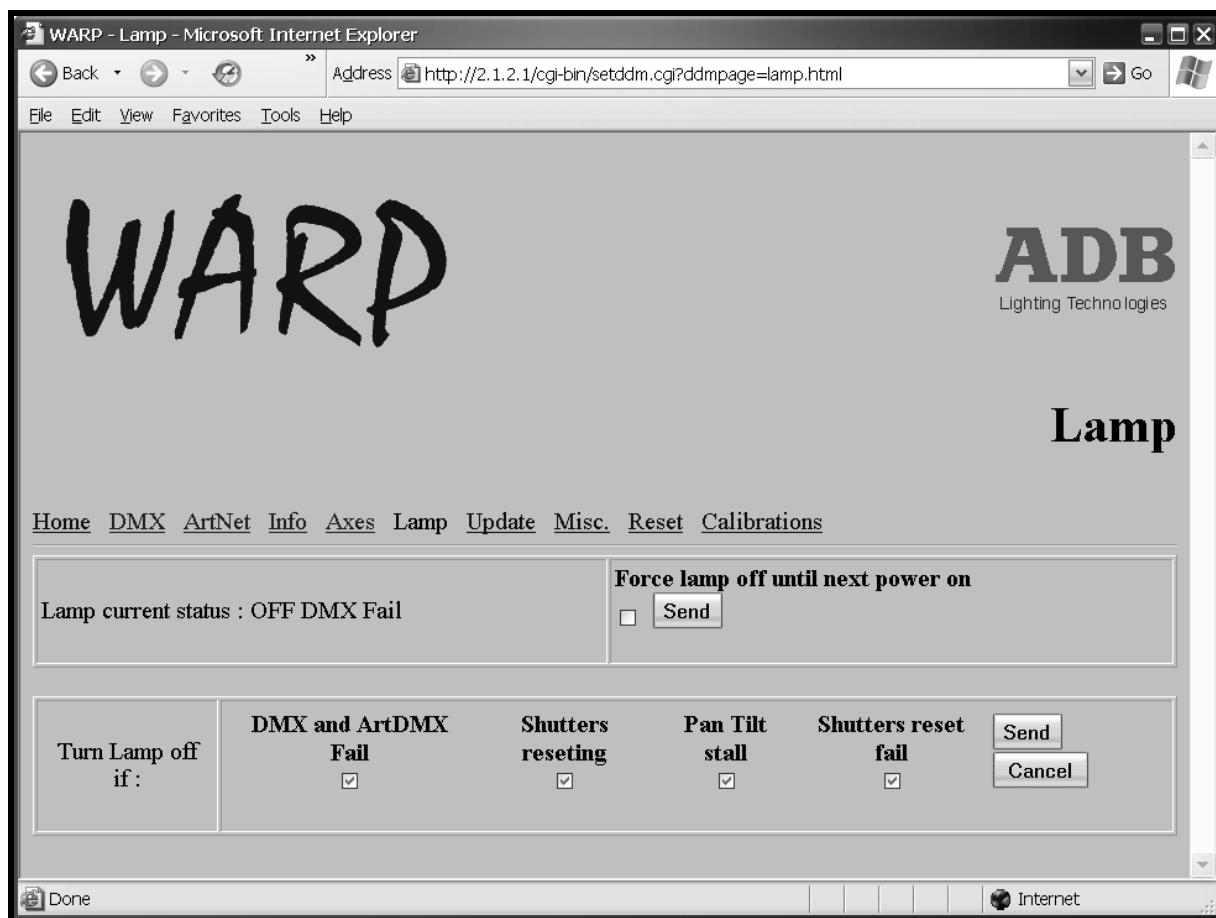 WARP - Lamp - Microsoft Internet Explorer
Back » Address http://2.1.2.1/cgi-bin/setddm.cgi?ddmpage=lamp.html Go
File Edit View Favorites Tools Help
WARP
ADB
Lighting Technologies
Lamp
Home DMX ArtNet Info Axes Lamp Update Misc. Reset Calibrations
Lamp current status : OFF DMX Fail
Force lamp off until next power on
Send
Turn Lamp off
if :
DMX and ArtDMX
Fail
Shutters
reseting
Pan Tilt
stall
Shutters reset
fail
Send
Cancel
Done Internet